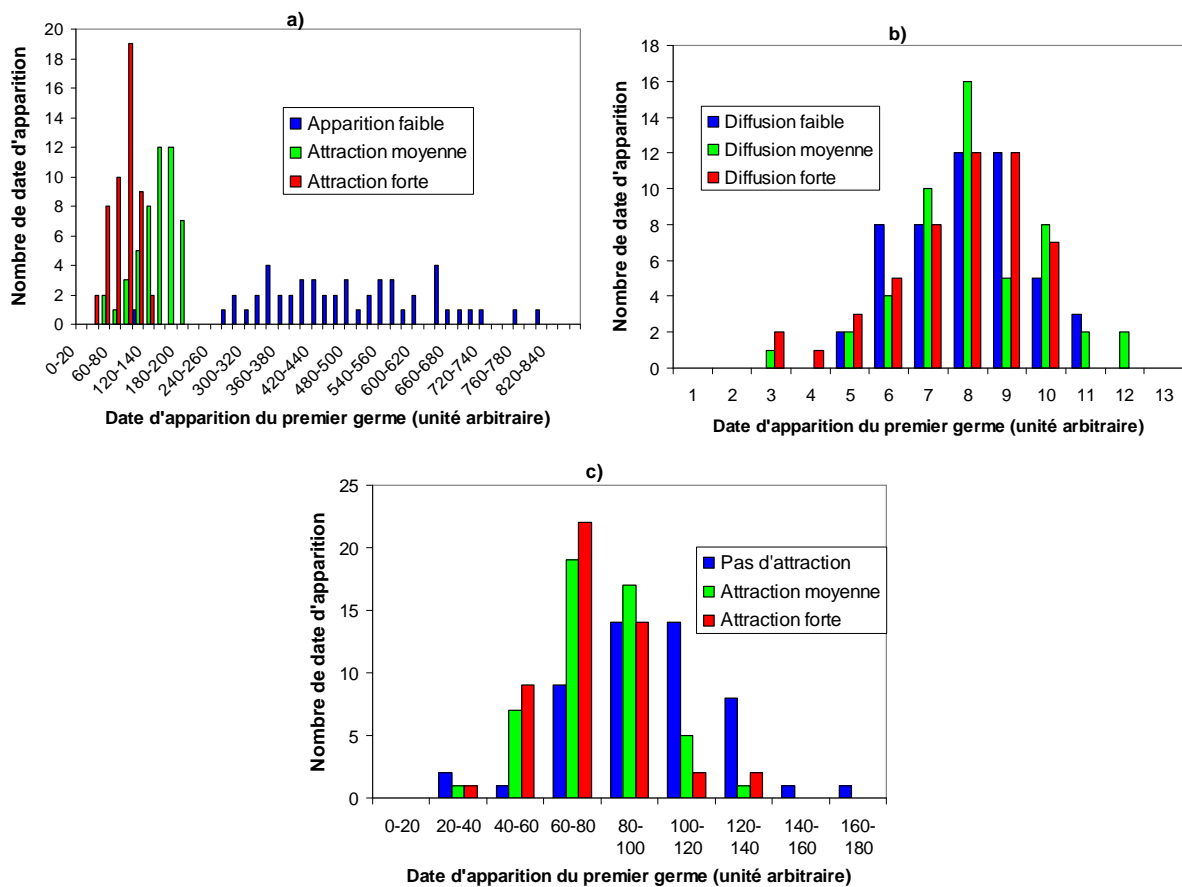 a)
Nombre de date d'apparition
20
18
16
14
12
10
8
6
4
2
0
Apparition faible
Attraction moyenne
Attraction forte
0-20
60-80
120-140
180-200
240-260
300-320
360-380
420-440
480-500
540-560
600-620
660-680
720-740
760-780
820-840
Date d'apparition du premier germe (unité arbitraire)
b)
Nombre de date d'apparition
18
16
14
12
10
8
6
4
2
0
Diffusion faible
Diffusion moyenne
Diffusion forte
1 2 3 4 5 6 7 8 9 10 11 12 13
Date d'apparition du premier germe (unité arbitraire)
c)
Nombre de date d'apparition
25
20
15
10
5
0
Pas d'attraction
Attraction moyenne
Attraction forte
0-20 20-40 40-60 60-80 80- 100- 120- 140- 160-
100 120 140 160 180
Date d'apparition du premier germe (unité arbitraire)